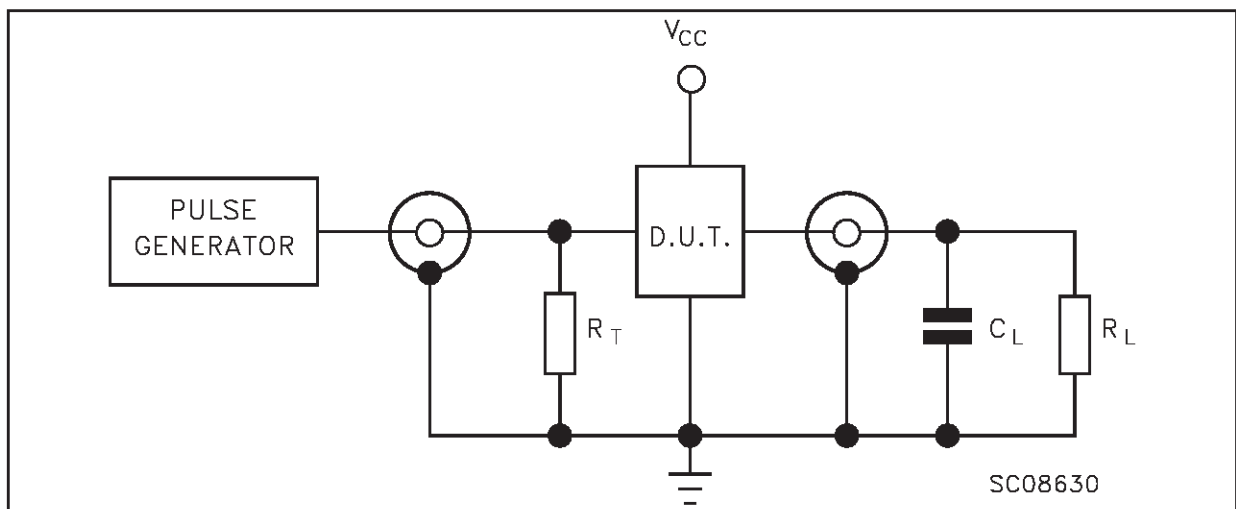 VCC
PULSE
GENERATOR
D.U.T.
RT
CL
RL
SC08630